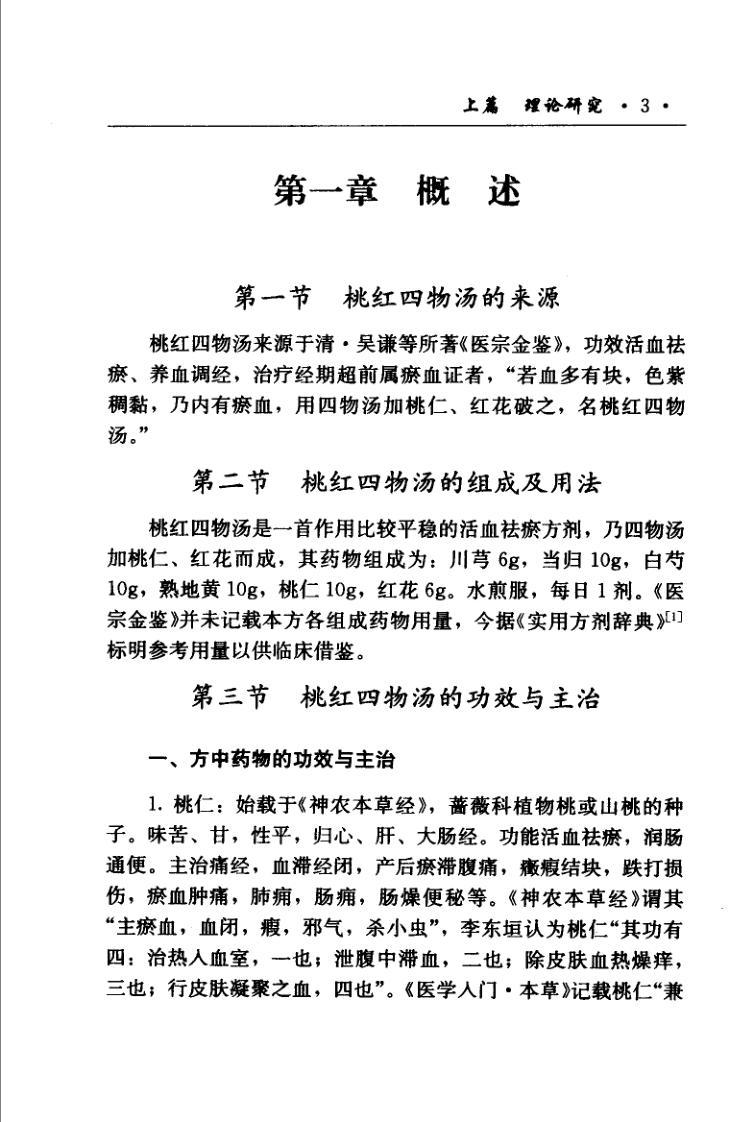 上篇 理论研究 · 3 ·
第一章 概 述
第一节 桃红四物汤的来源
桃红四物汤来源于清·吴谦等所著《医宗金鉴》，功效活血祛
瘀、养血调经，治疗经期超前属瘀血证者，“若血多有块，色紫
稠黏，乃内有瘀血，用四物汤加桃仁、红花破之，名桃红四物
汤。”
第二节 桃红四物汤的组成及用法
桃红四物汤是一首作用比较平稳的活血祛瘀方剂，乃四物汤
加桃仁、红花而成，其药物组成为：川芎 6g，当归 10g，白芍
10g，熟地黄 10g，桃仁 10g，红花 6g。水煎服，每日 1 剂。《医
宗金鉴》并未记载本方各组成药物用量，今据《实用方剂辞典》[1]
标明参考用量以供临床借鉴。
第三节 桃红四物汤的功效与主治
一、方中药物的功效与主治
1. 桃仁：始载于《神农本草经》，蔷薇科植物桃或山桃的种
子。味苦、甘，性平，归心、肝、大肠经。功能活血祛瘀，润肠
通便。主治痛经，血滞经闭，产后瘀滞腹痛，癥瘕结块，跌打损
伤，瘀血肿痛，肺痈，肠痈，肠燥便秘等。《神农本草经》谓其
“主瘀血，血闭，瘕，邪气，杀小虫”，李东垣认为桃仁“其功有
四：治热人血室，一也；泄腹中滞血，二也；除皮肤血热燥痒，
三也；行皮肤凝聚之血，四也”。《医学人门·本草》记载桃仁“兼